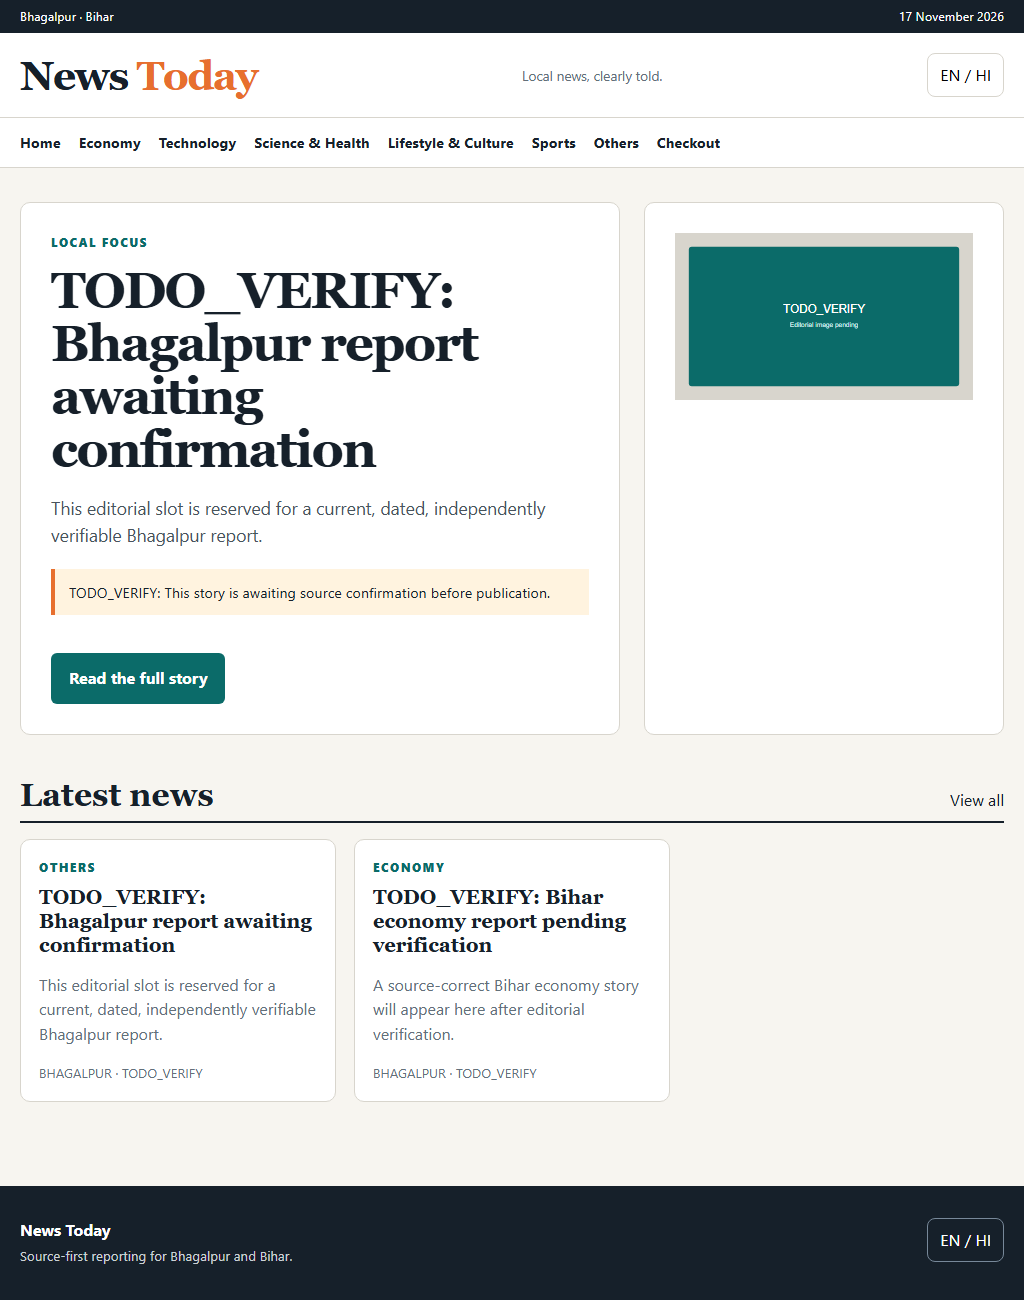 Bhagalpur · Bihar
17 November 2026
News Today
Local news, clearly told.
EN / HI
Home Economy Technology Science & Health Lifestyle & Culture Sports Others Checkout
LOCAL FOCUS
TODO_VERIFY:
Bhagalpur report
awaiting
confirmation
This editorial slot is reserved for a current, dated, independently
verifiable Bhagalpur report.
TODO_VERIFY: This story is awaiting source confirmation before publication.
Read the full story
TODO_VERIFY
Editorial image pending
Latest news
View all
OTHERS
TODO_VERIFY:
Bhagalpur report awaiting
confirmation
This editorial slot is reserved for a
current, dated, independently verifiable
Bhagalpur report.
BHAGALPUR · TODO_VERIFY
ECONOMY
TODO_VERIFY: Bihar
economy report pending
verification
A source-correct Bihar economy story
will appear here after editorial
verification.
BHAGALPUR · TODO_VERIFY
News Today
Source-first reporting for Bhagalpur and Bihar.
EN / HI